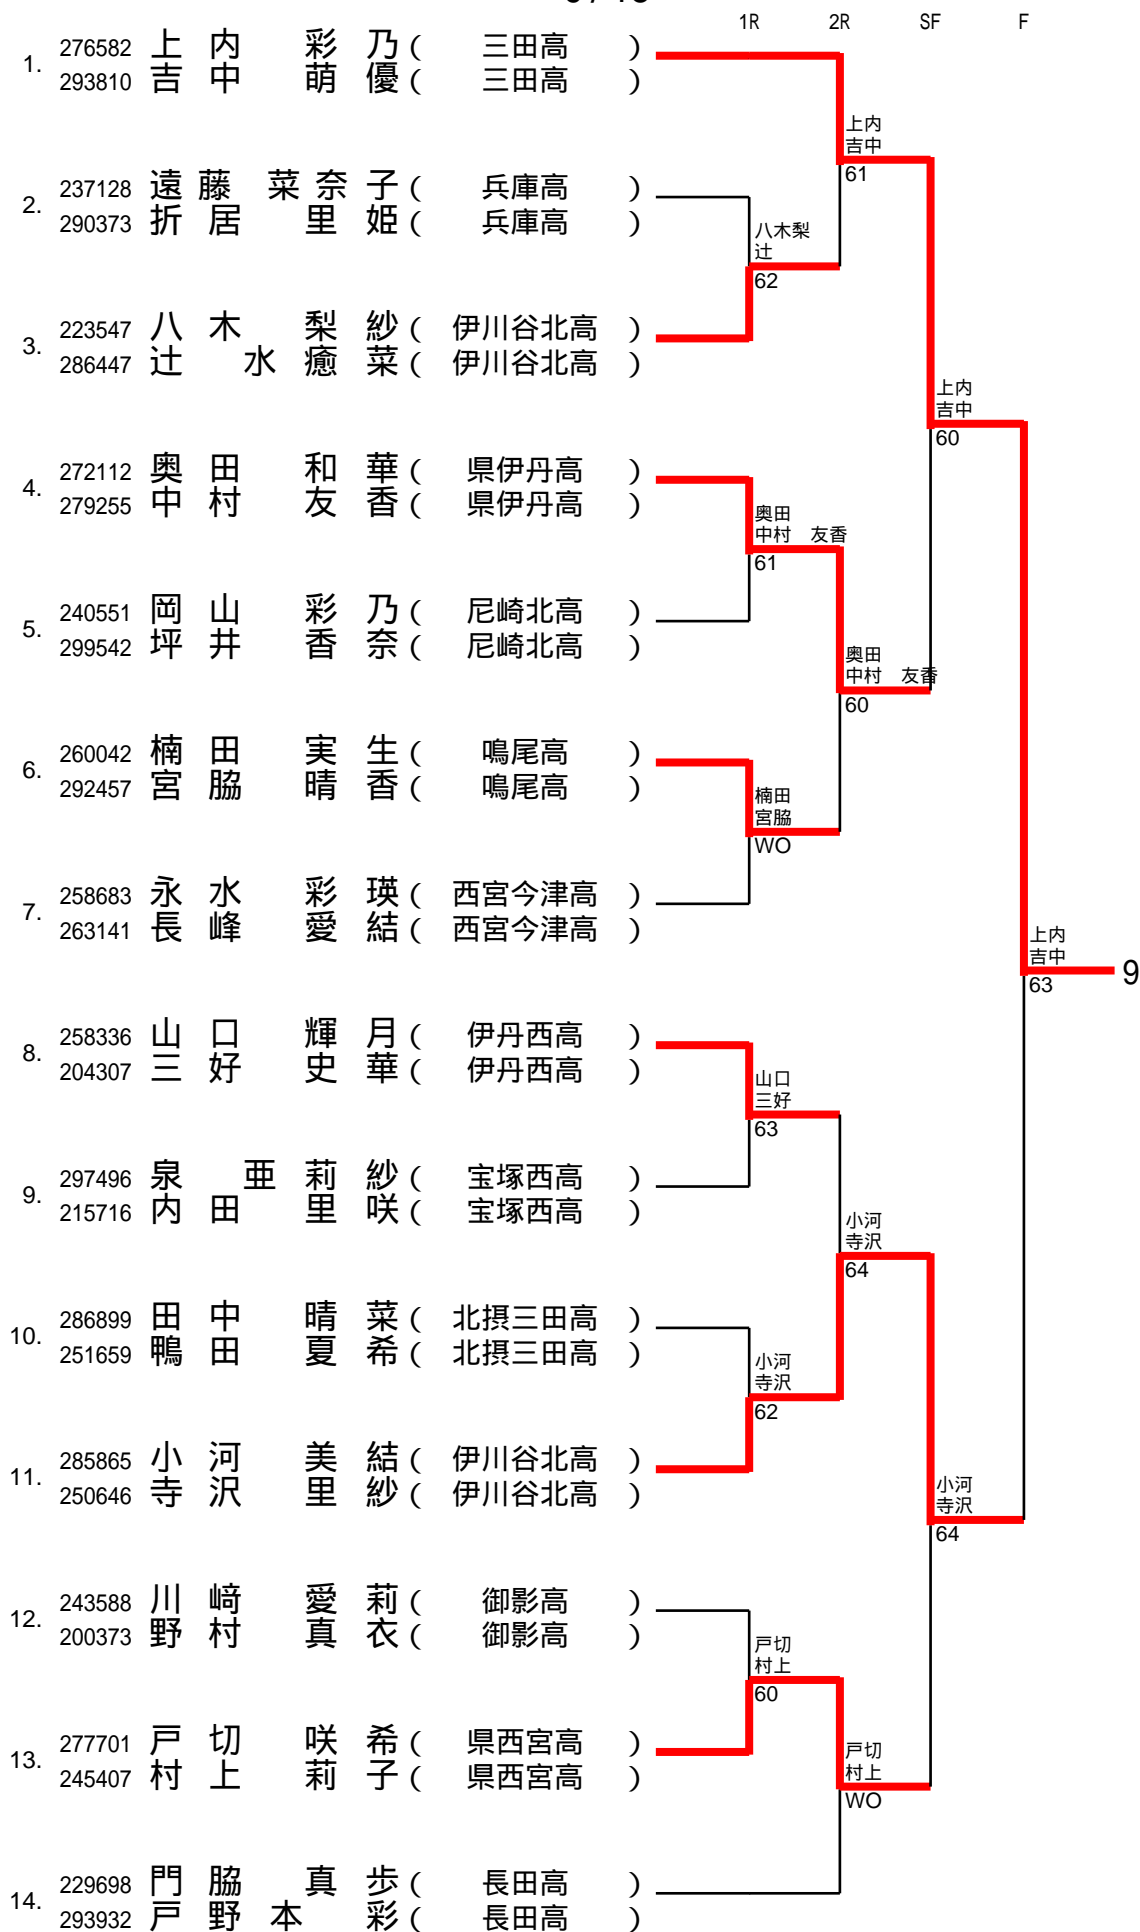 1R 2R SF F
1. 276582 上内 彩乃 ( 三田高 )
293810 吉中 萌優 ( 三田高 )
上内
吉中
61
2. 237128 遠藤 菜奈子 ( 兵庫高 )
290373 折居 里姫 ( 兵庫高 )
八木梨
辻
62
3. 223547 八木 梨紗 ( 伊川谷北高 )
286447 辻 水癒菜 ( 伊川谷北高 )
上内
吉中
60
4. 272112 奥田 和華 ( 県伊丹高 )
279255 中村 友香 ( 県伊丹高 )
奥田
中村 友香
61
5. 240551 岡山 彩乃 ( 尼崎北高 )
299542 坪井 香奈 ( 尼崎北高 )
奥田
中村 友香
60
6. 260042 楠田 実生 ( 鳴尾高 )
292457 宮脇 晴香 ( 鳴尾高 )
楠田
宮脇
WO
7. 258683 永水 彩瑛 ( 西宮今津高 )
263141 長峰 愛結 ( 西宮今津高 )
上内
吉中
63
9
8. 258336 山口 輝月 ( 伊丹西高 )
204307 三好 史華 ( 伊丹西高 )
山口
三好
63
9. 297496 泉 亜莉紗 ( 宝塚西高 )
215716 内田 里咲 ( 宝塚西高 )
小河
寺沢
64
10. 286899 田中 晴菜 ( 北摂三田高 )
251659 鴨田 夏希 ( 北摂三田高 )
小河
寺沢
62
11. 285865 小河 美結 ( 伊川谷北高 )
250646 寺沢 里紗 ( 伊川谷北高 )
小河
寺沢
64
12. 243588 川﨑 愛莉 ( 御影高 )
200373 野村 真衣 ( 御影高 )
戸切
村上
60
13. 277701 戸切 咲希 ( 県西宮高 )
245407 村上 莉子 ( 県西宮高 )
戸切
村上
WO
14. 229698 門脇 真歩 ( 長田高 )
293932 戸野本 彩 ( 長田高 )